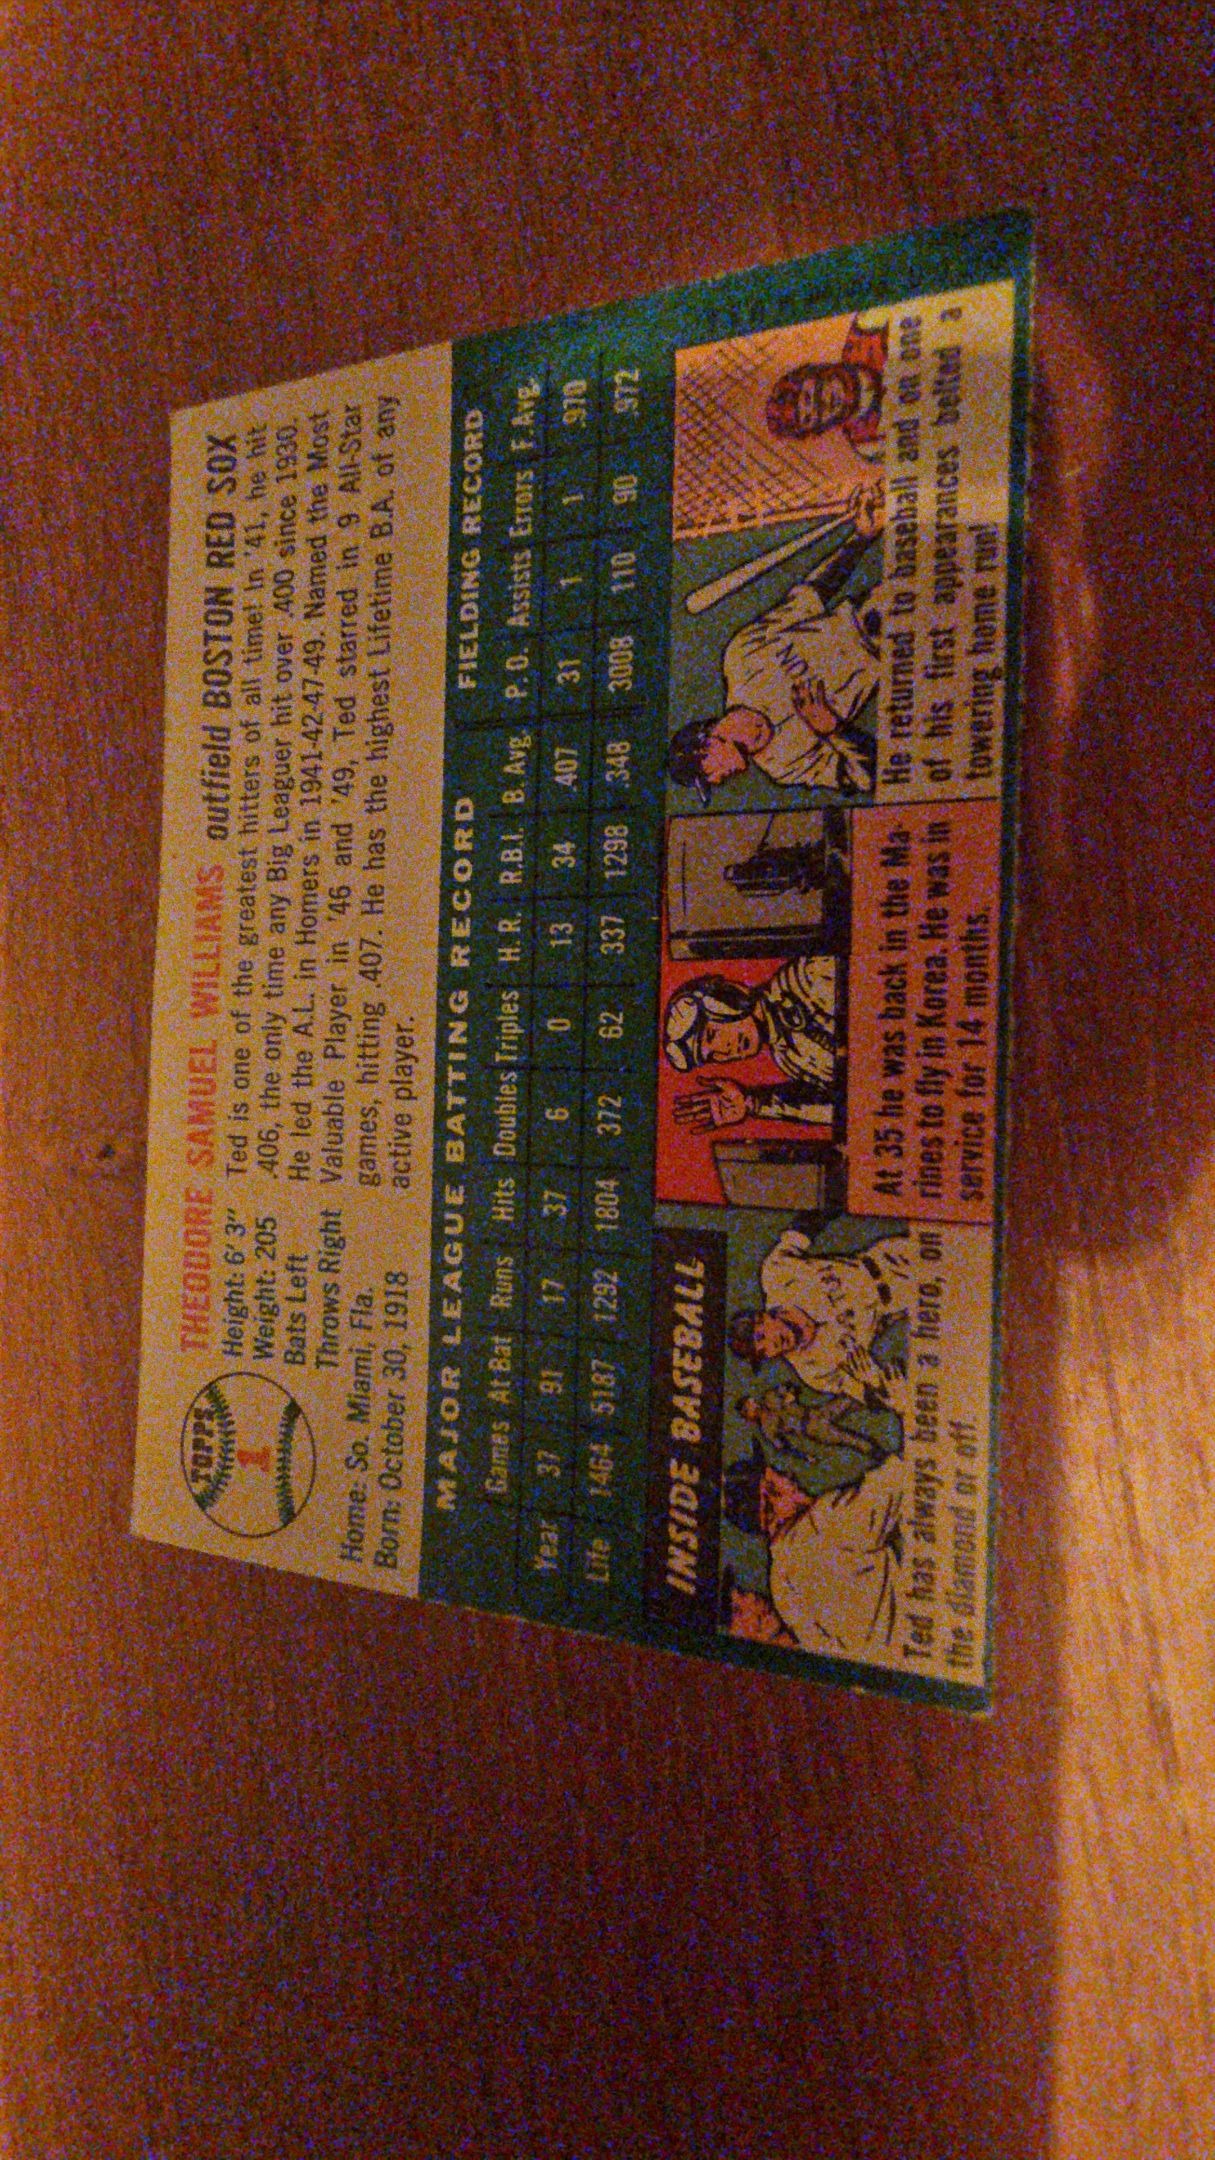 TOPPS
1
THEODORE SAMUEL WILLIAMS outfield BOSTON RED SOX
Height: 6' 3"
Weight: 205
Bats Left
Throws Right
Home: So. Miami, Fla.
Born: October 30, 1918
Ted is one of the greatest hitters of all time! In '41, he hit
.406, the only time any Big Leaguer hit over .400 since 1930.
He led the A.L. in Homers in 1941-42-47-49. Named the Most
Valuable Player in '46 and '49, Ted starred in 9 All-Star
games, hitting .407. He has the highest Lifetime B.A. of any
active player.
MAJOR LEAGUE BATTING RECORD FIELDING RECORD
Games At Bat Runs Hits Doubles Triples H. R. R.B.I. B. Avg. P. O. Assists Errors F. Avg.
Year 37 91 17 37 6 0 13 34 .407 31 1 1 .970
Life 1464 5187 1292 1804 372 62 337 1298 .348 3008 110 90 .972
INSIDE BASEBALL
Ted has always been a hero, on
the diamond or off.
At 35 he was back in the Ma-
rines to fly in Korea. He was in
service for 14 months.
He returned to baseball and on one
of his first appearances belted a
towering home run!